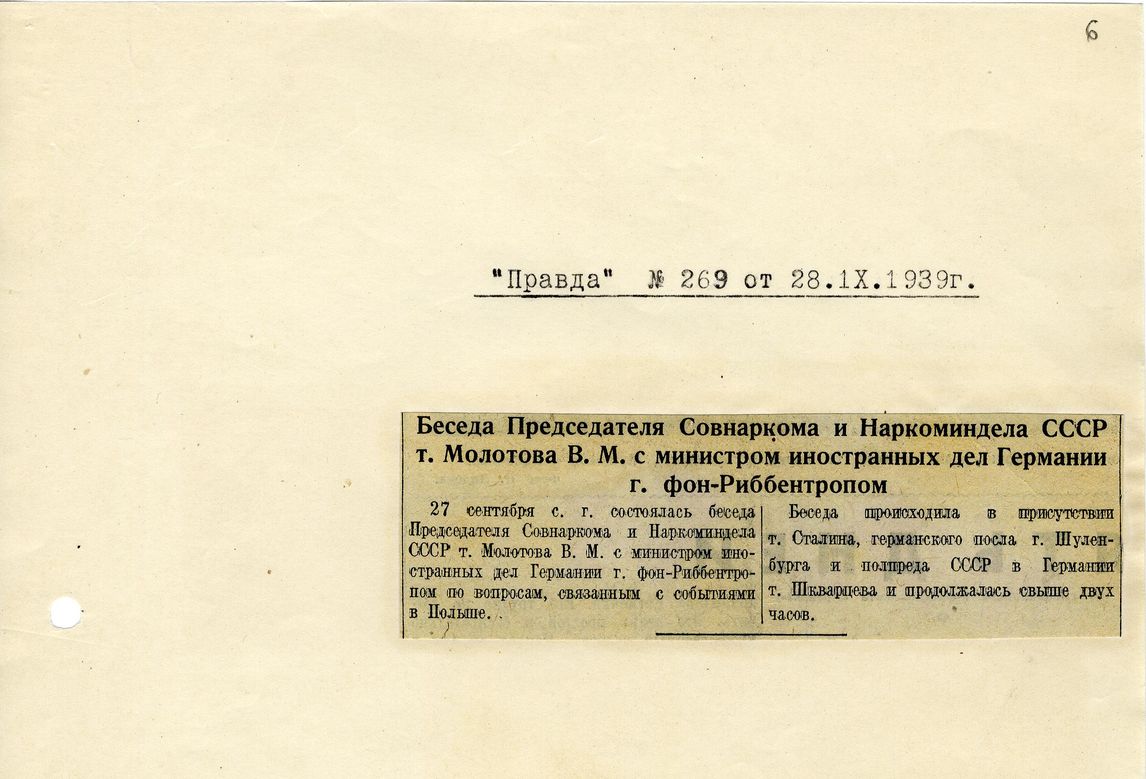 6
"Правда" № 269 от 28.IX.1939г.
Беседа Председателя Совнаркома и Наркоминдела СССР
т. Молотова В. М. с министром иностранных дел Германии
г. фон-Риббентропом
27 сентября с. г. состоялась беседа
Председателя Совнаркома и Наркоминдела
СССР т. Молотова В. М. с министром ино-
странных дел Германии г. фон-Риббентро-
пом по вопросам, связанным с событиями
в Польше.
Беседа происходила в присутствии
т. Сталина, германского посла г. Шулен-
бурга и полпреда СССР в Германии
т. Шкварцева и продолжалась свыше двух
часов.